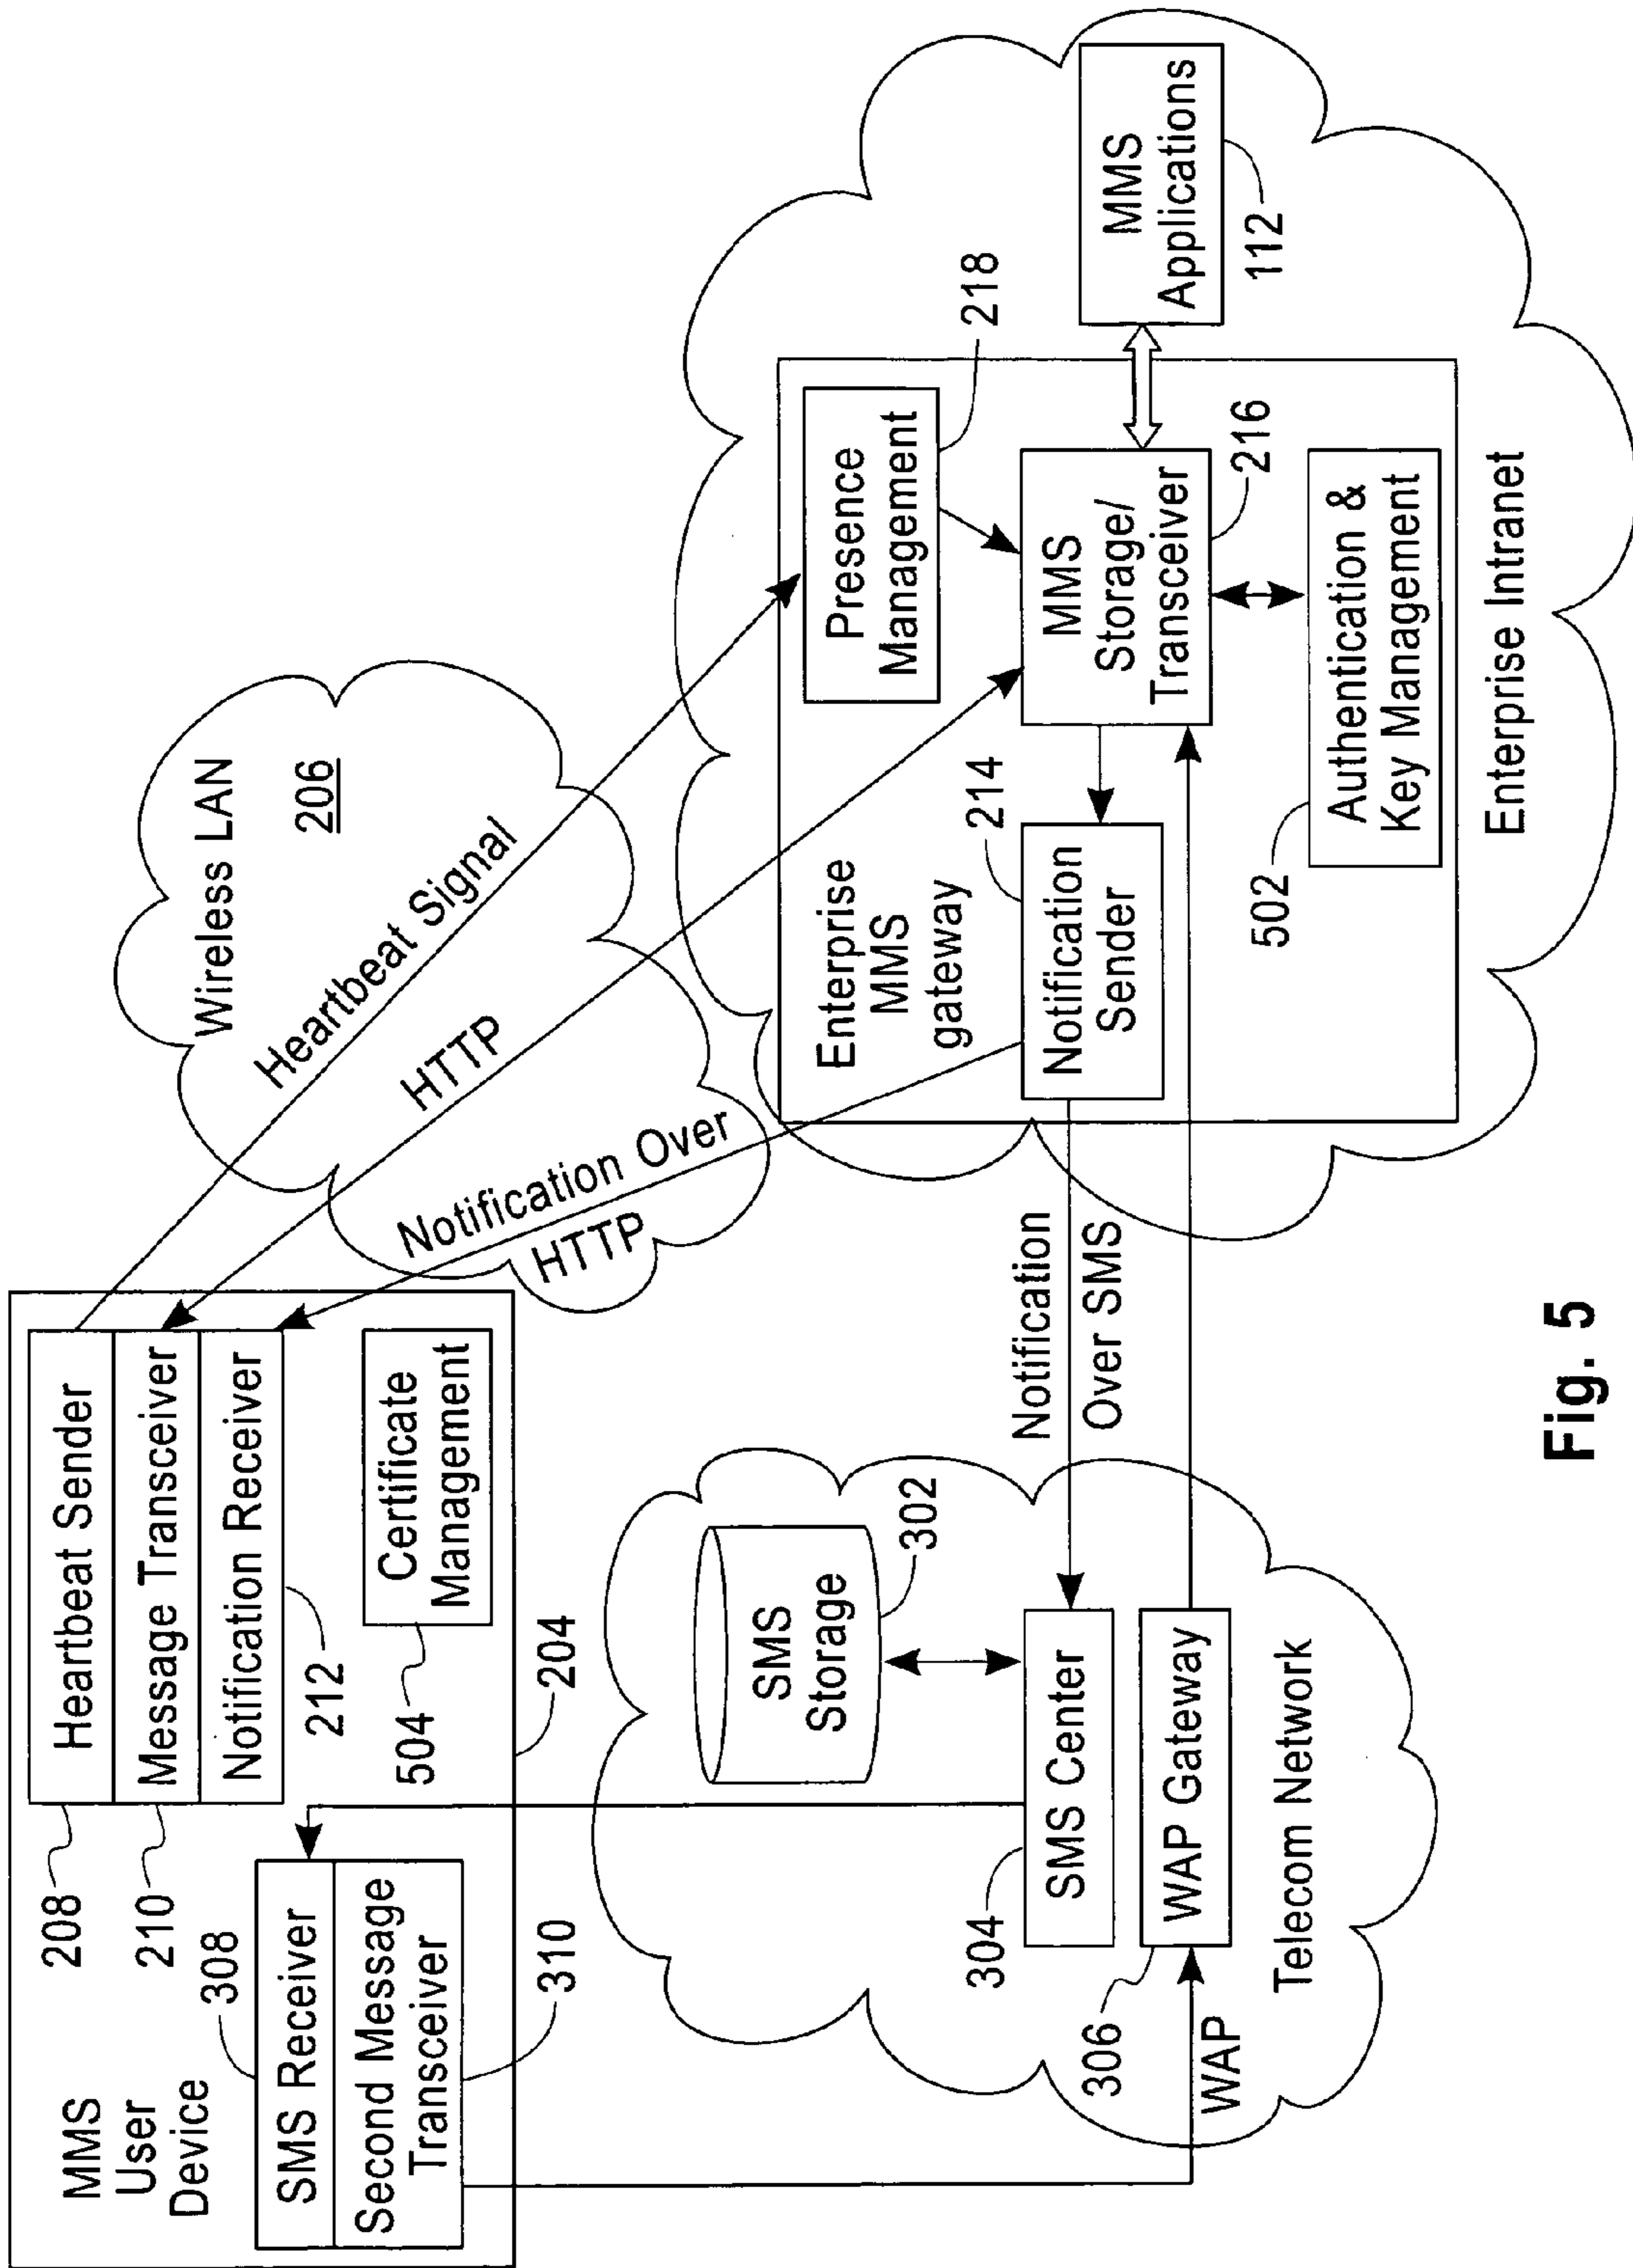 MMS
User
Device
308
SMS Receiver
Second Message
Transceiver
310
208
210
Heartbeat Sender
Message Transceiver
Notification Receiver
212
504
Certificate
Management
204
Wireless LAN
206
Heartbeat Signal
HTTP
Notification Over
HTTP
SMS
Storage
302
304
SMS Center
306
WAP Gateway
WAP
Telecom Network
Notification
Over SMS
Enterprise
MMS
gateway
214
Notification
Sender
Presence
Management
218
MMS
Storage/
Transceiver
216
502
Authentication &
Key Management
MMS
Applications
112
Enterprise Intranet
Fig. 5